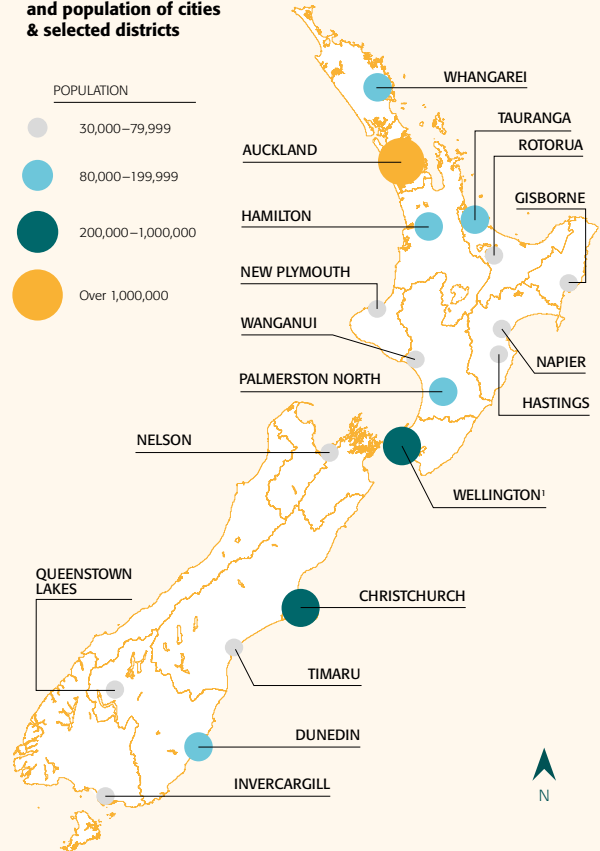 and population of cities
& selected districts
POPULATION
30,000–79,999
80,000–199,999
200,000–1,000,000
Over 1,000,000
WHANGAREI
TAURANGA
AUCKLAND
ROTORUA
GISBORNE
HAMILTON
NEW PLYMOUTH
WANGANUI
NAPIER
PALMERSTON NORTH
HASTINGS
NELSON
WELLINGTON¹
QUEENSTOWN
LAKES
CHRISTCHURCH
TIMARU
DUNEDIN
INVERCARGILL
N